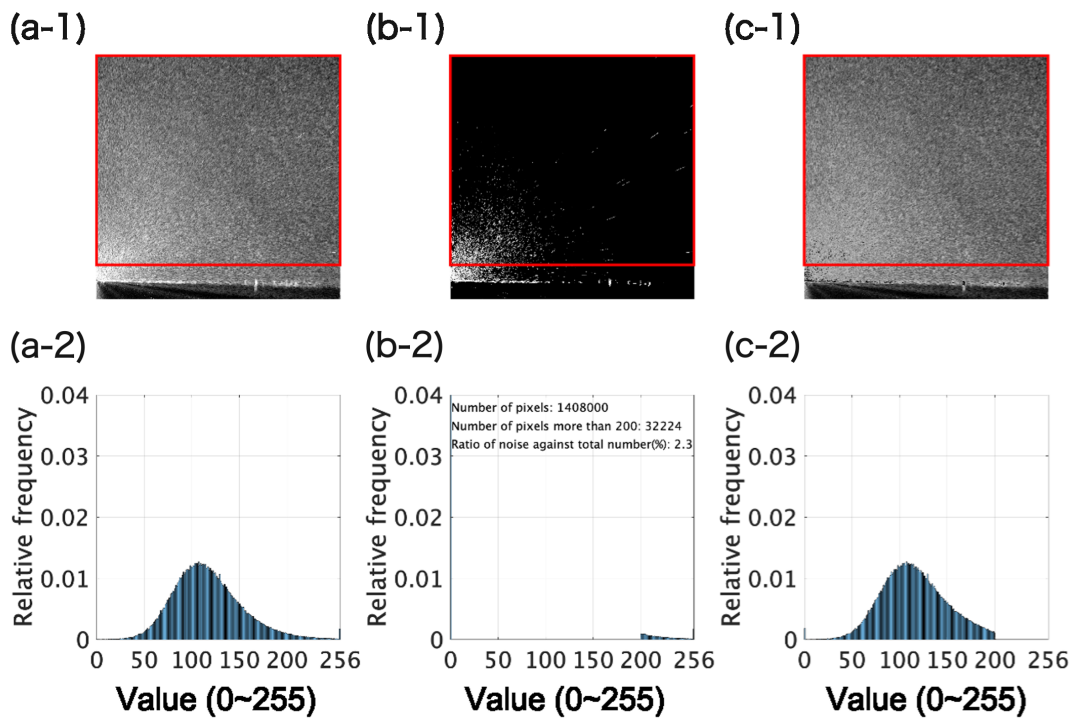 (a-1) (b-1) (c-1)
(a-2) (b-2) (c-2)
Relative frequency
0.04
0.03
0.02
0.01
0
0 50 100 150 200 256
Value (0~255)
Relative frequency
0.04
0.03
0.02
0.01
0
Number of pixels: 1408000
Number of pixels more than 200: 32224
Ratio of noise against total number(%): 2.3
0 50 100 150 200 256
Value (0~255)
Relative frequency
0.04
0.03
0.02
0.01
0
0 50 100 150 200 256
Value (0~255)